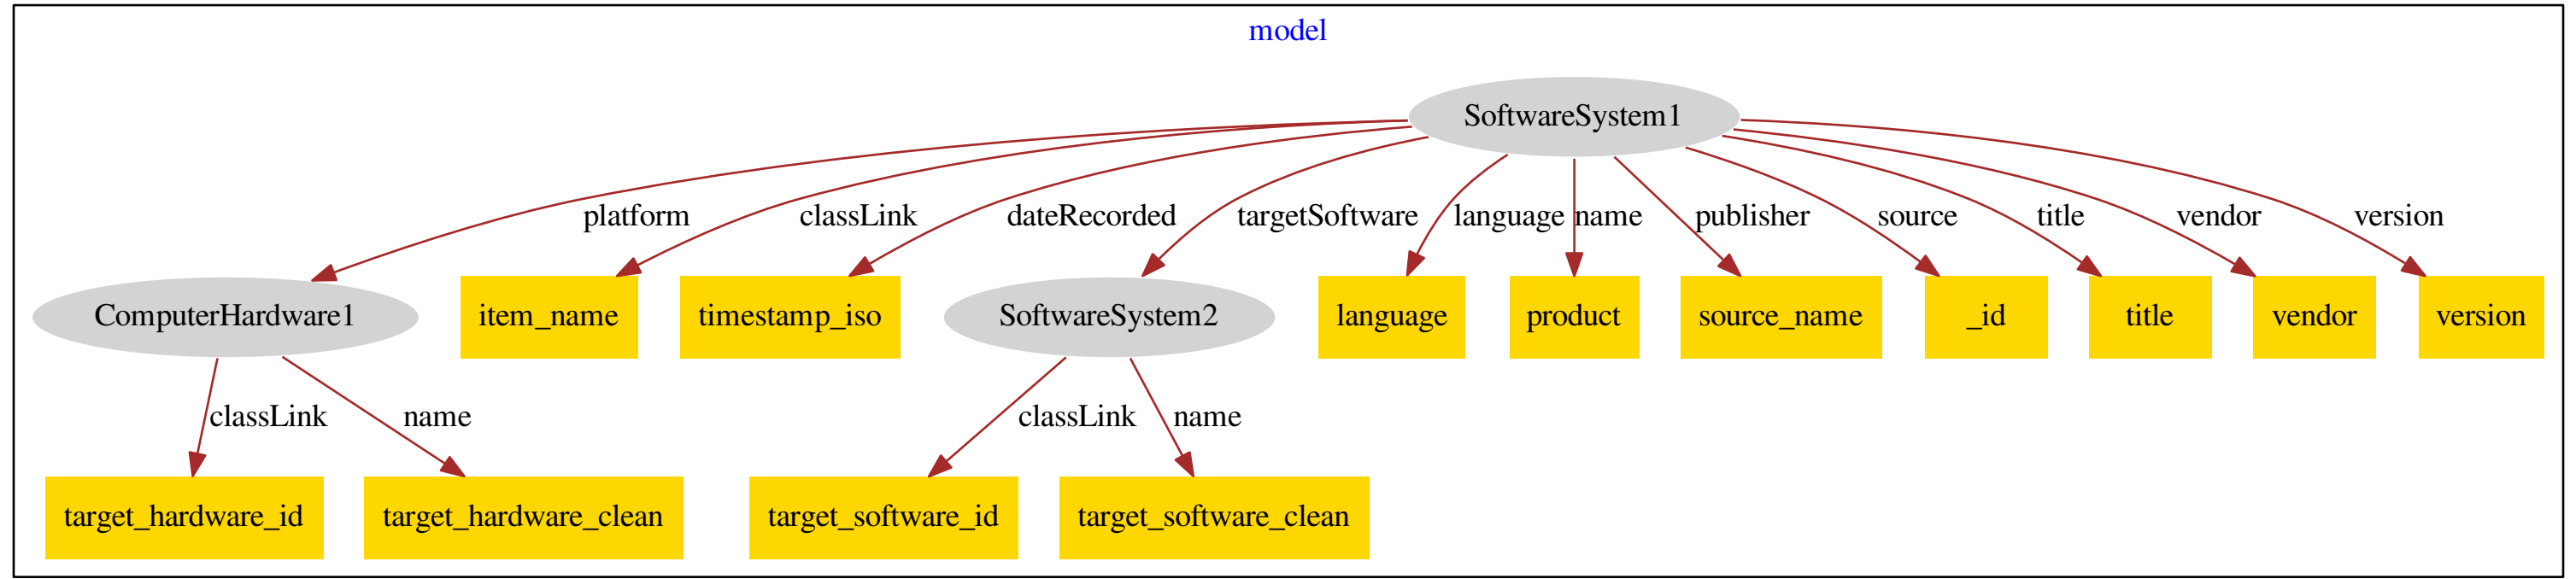 model
SoftwareSystem1
platform
classLink
dateRecorded
targetSoftware
language
name
publisher
source
title
vendor
version
ComputerHardware1
item_name
timestamp_iso
SoftwareSystem2
language
product
source_name
_id
title
vendor
version
classLink
name
classLink
name
target_hardware_id
target_hardware_clean
target_software_id
target_software_clean